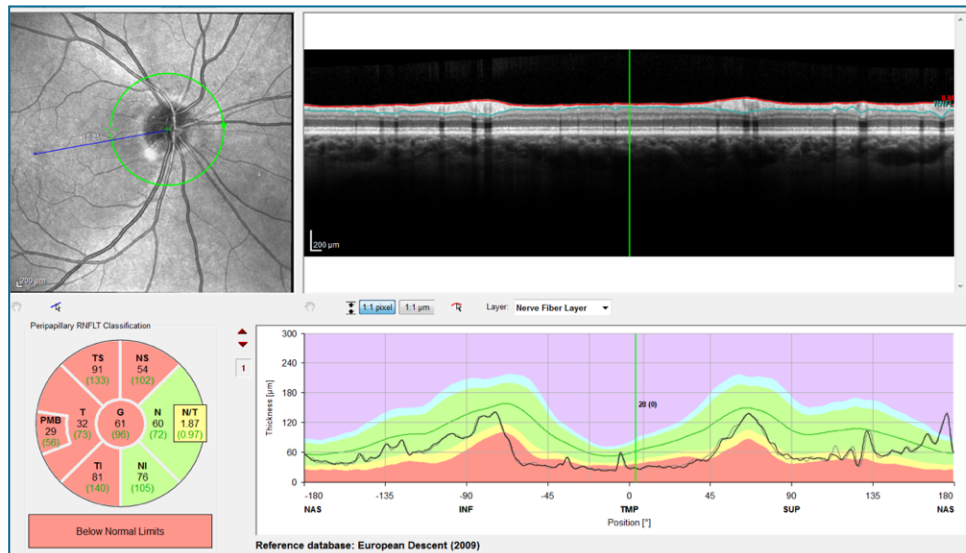 200 µm
200 µm
1:1 pixel 1:1 µm Layer: Nerve Fiber Layer
Peripapillary RNFLT Classification
TS
91
(133)
NS
54
(102)
PMB
29
(56)
T
32
(73)
G
61
(96)
N
60
(72)
N/T
1.87
(0.97)
TI
81
(140)
NI
76
(105)
Below Normal Limits
1
Thickness [µm]
300
240
180
120
60
0
28 (0)
-180 -135 -90 -45 0 45 90 135 180
NAS INF TMP SUP NAS
Position [°]
Reference database: European Descent (2009)